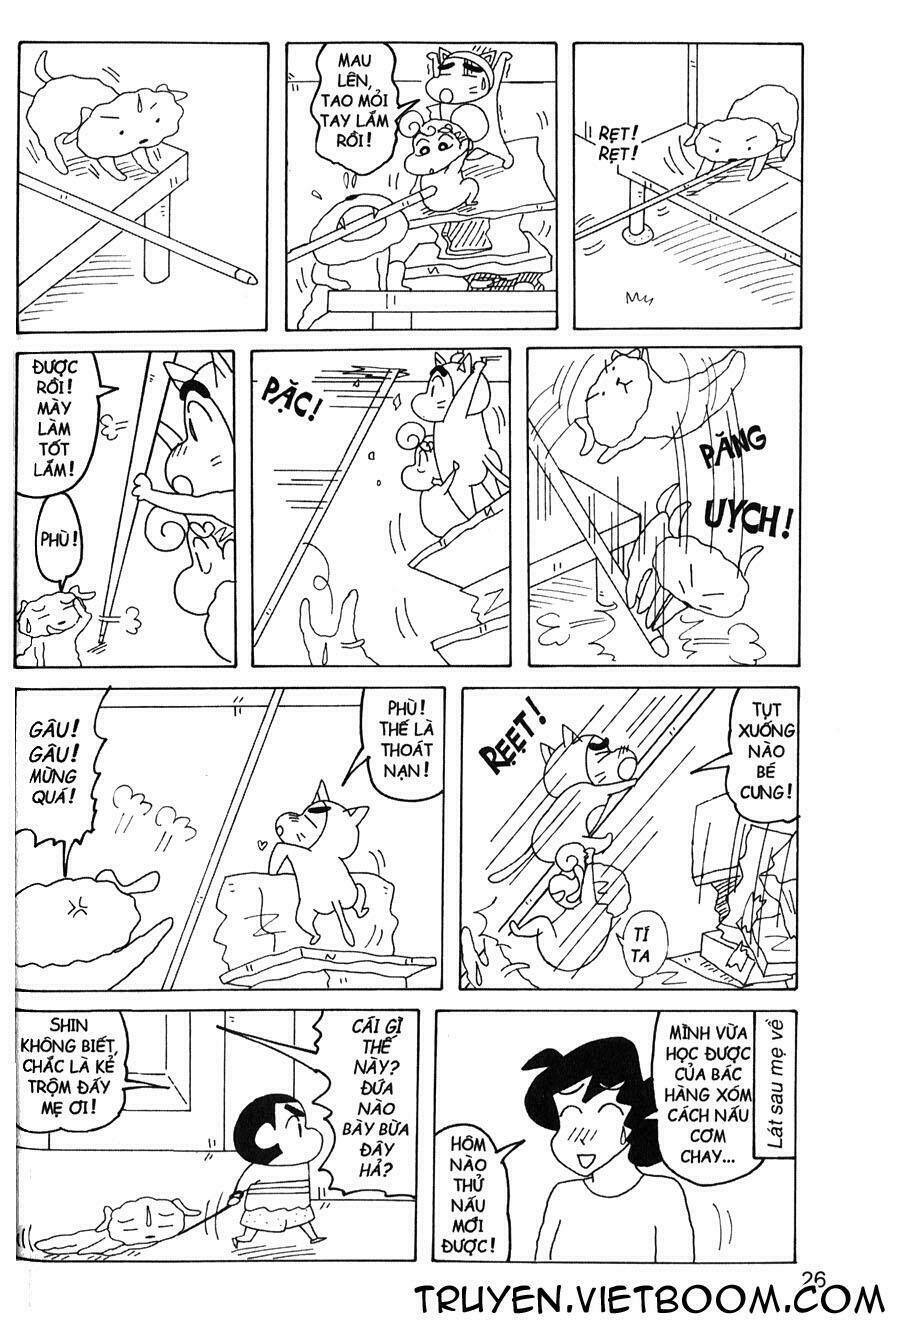 RẸT!
RẸT!
MAU
LÊN,
TAO MỎI
TAY LẮM
RỒI!
PĂNG
UỴCH!
PẶC!
ĐƯỢC
RỒI!
MÀY
LÀM
TỐT
LẮM!
PHÙ!
TỤT
XUỐNG
NÀO
BÉ
CƯNG!
RẸẸT!
TÍ
TA
PHÙ!
THẾ LÀ
THOÁT
NẠN!
GÂU!
GÂU!
MỪNG
QUÁ!
Lát sau mẹ về
MÌNH VỪA
HỌC ĐƯỢC
CỦA BÁC
HÀNG XÓM
CÁCH NẤU
CƠM
CHAY...
HÔM
NÀO
THỬ
NẤU
MỚI
ĐƯỢC!
CÁI GÌ
THẾ
NÀY?
ĐỨA
NÀO
BÀY BỪA
ĐÂY
HẢ?
SHIN
KHÔNG BIẾT,
CHẮC LÀ KẺ
TRỘM ĐẤY
MẸ ƠI!
26
TRUYEN.VIETBOOM.COM